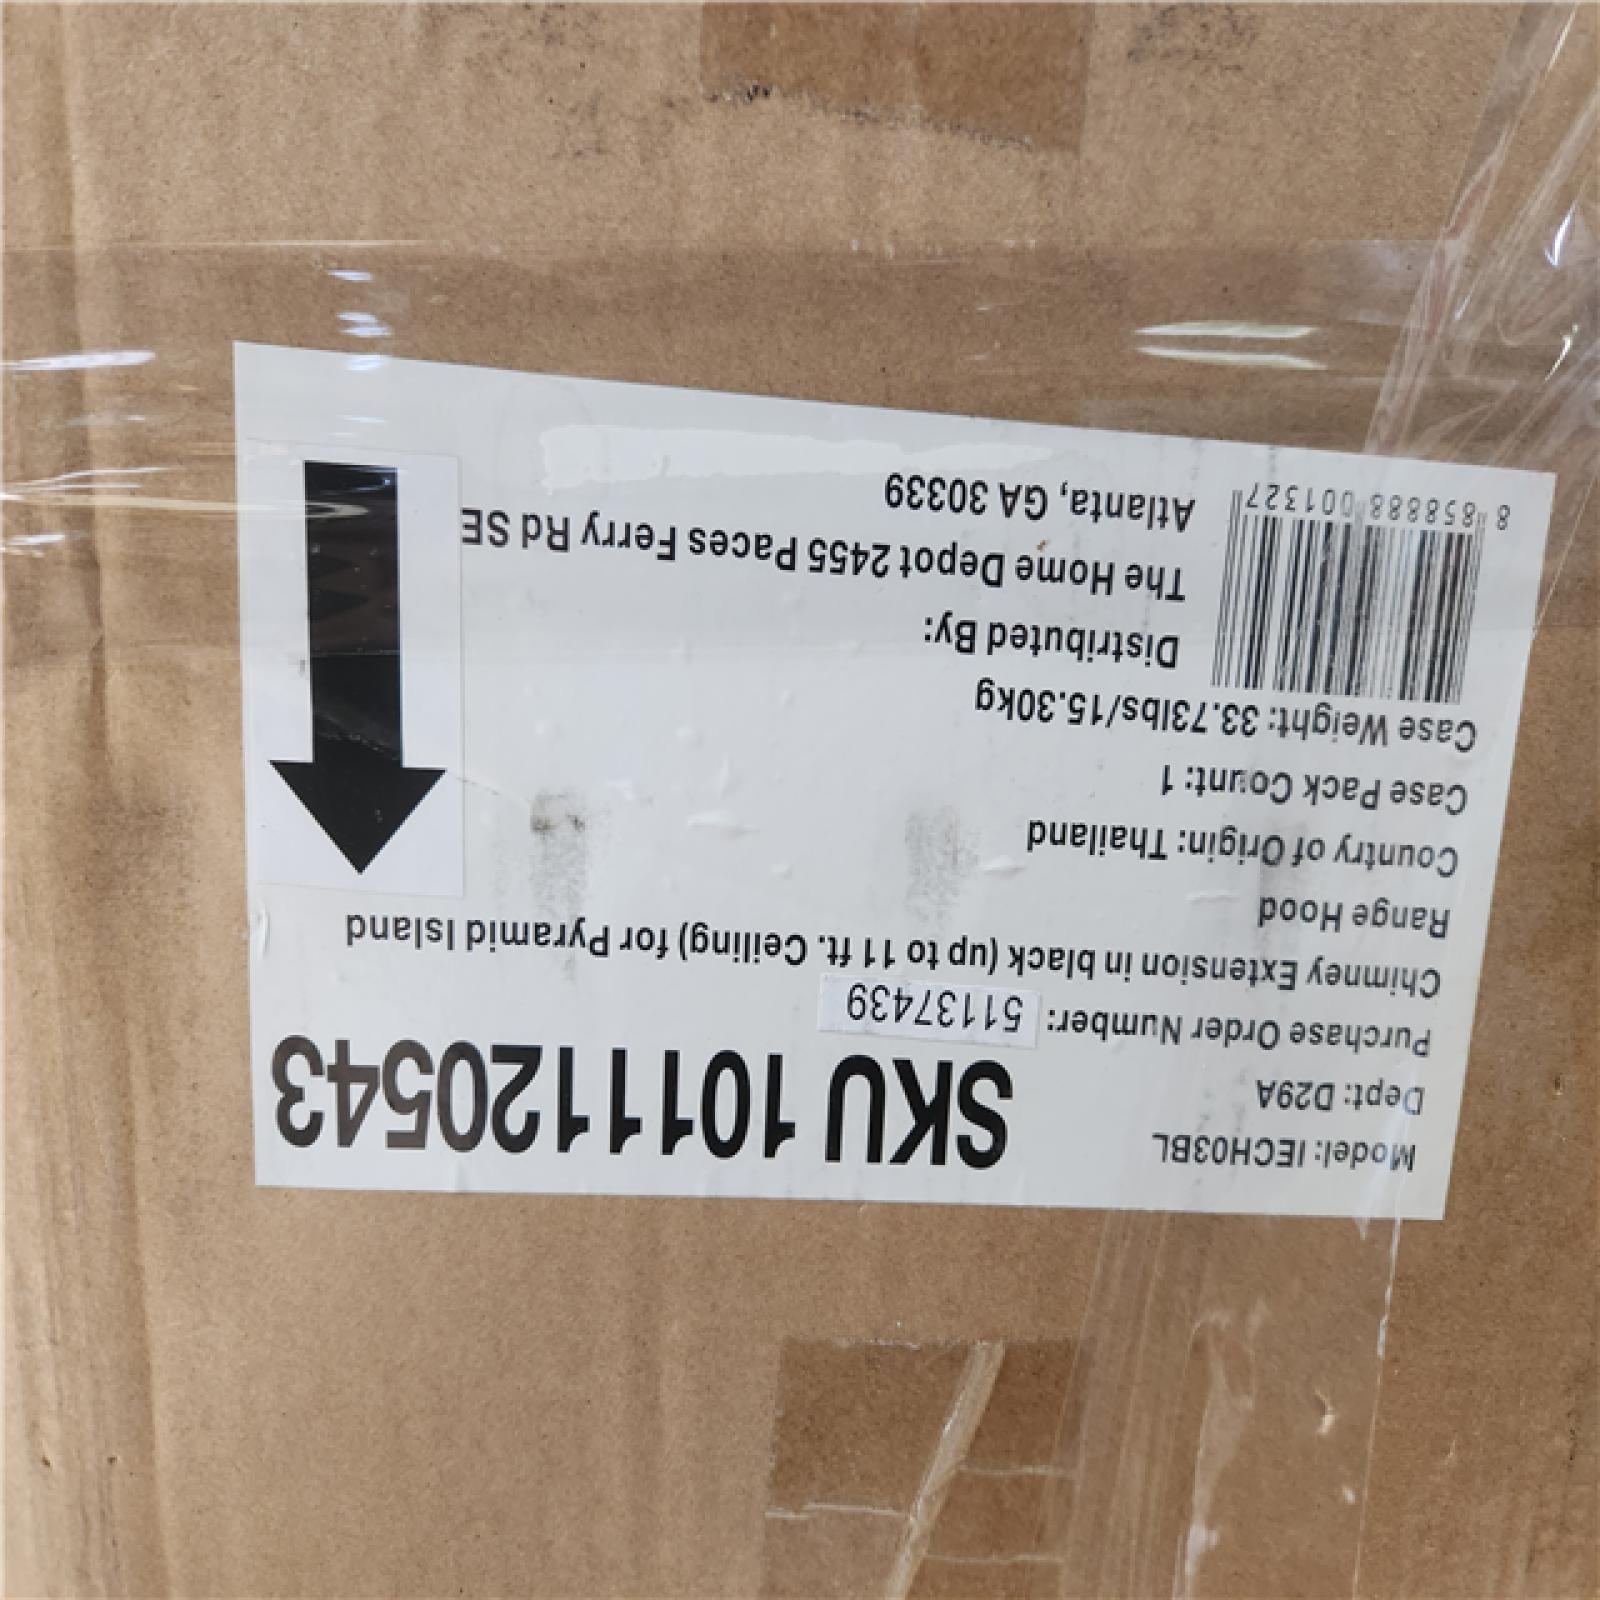 Model: IECH03BL
SKU 1011120543
Dept: D29A
Purchase Order Number: 51137439
Chimney Extension in black (up to 11 ft. Ceiling) for Pyramid Island
Range Hood
Country of Origin: Thailand
Case Pack Count: 1
Case Weight: 33.73lbs/15.30kg
Distributed By:
The Home Depot 2455 Paces Ferry Rd SE
Atlanta, GA 30339
8 58888 001327